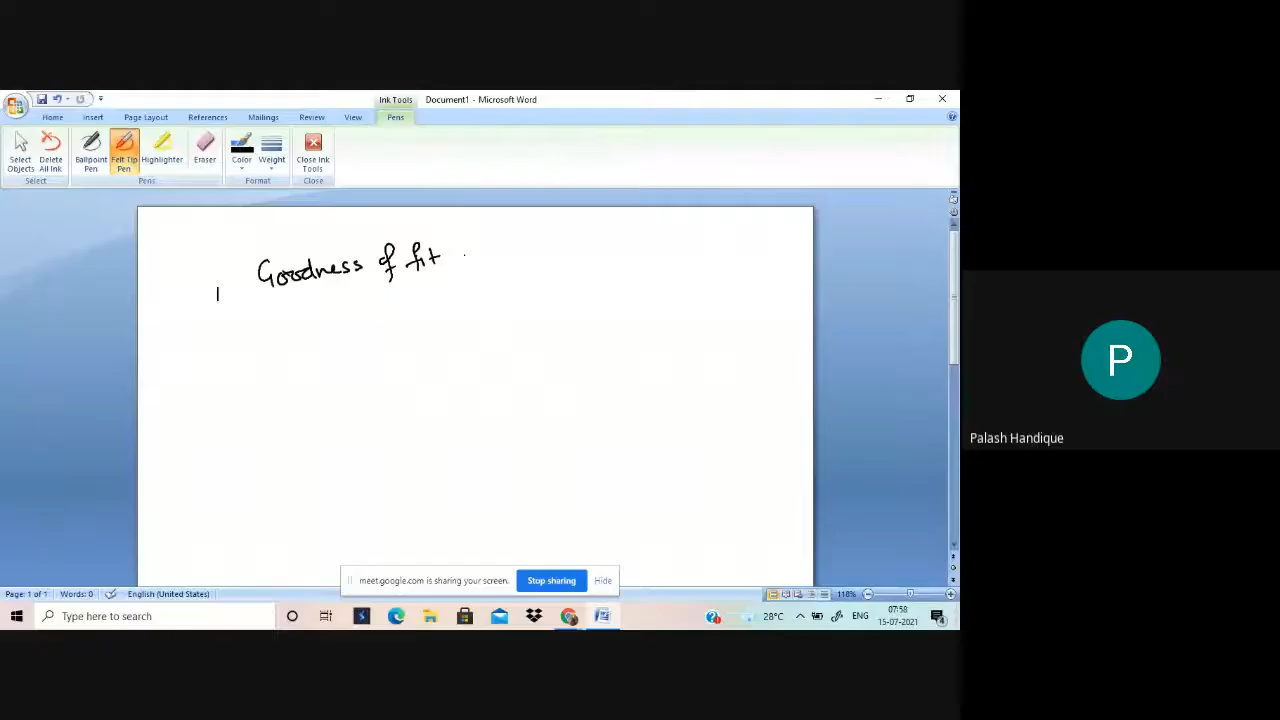 Ink Tools
Document1 - Microsoft Word
Home Insert Page Layout References Mailings Review View Pens
Select Objects
Delete All Ink
Ballpoint Pen
Felt Tip Pen
Highlighter
Eraser
Color
Weight
Close Ink Tools
Select Pens Format Close
Goodness of fit
P
Palash Handique
meet.google.com is sharing your screen. Stop sharing Hide
Page: 1 of 1 Words: 0 English (United States) 118%
Type here to search
28°C ENG
07:58
15-07-2021
4